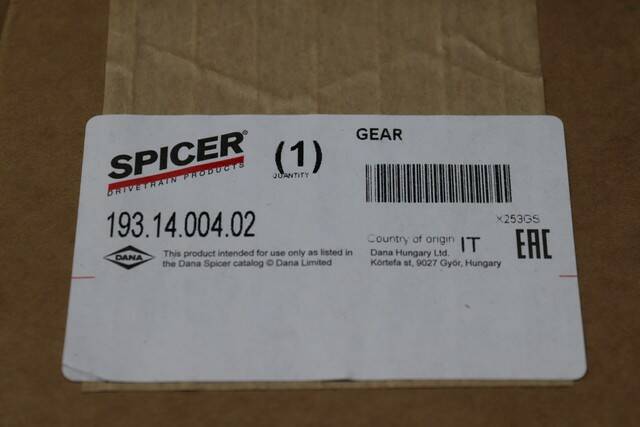 SPICER®
DRIVETRAIN PRODUCTS
(1)
QUANTITY
GEAR
193.14.004.02
X253GS
Country of origin IT
EAC
DANA
This product intended for use only as listed in
the Dana Spicer catalog © Dana Limited
Dana Hungary Ltd.
Körtefa st, 9027 Győr, Hungary